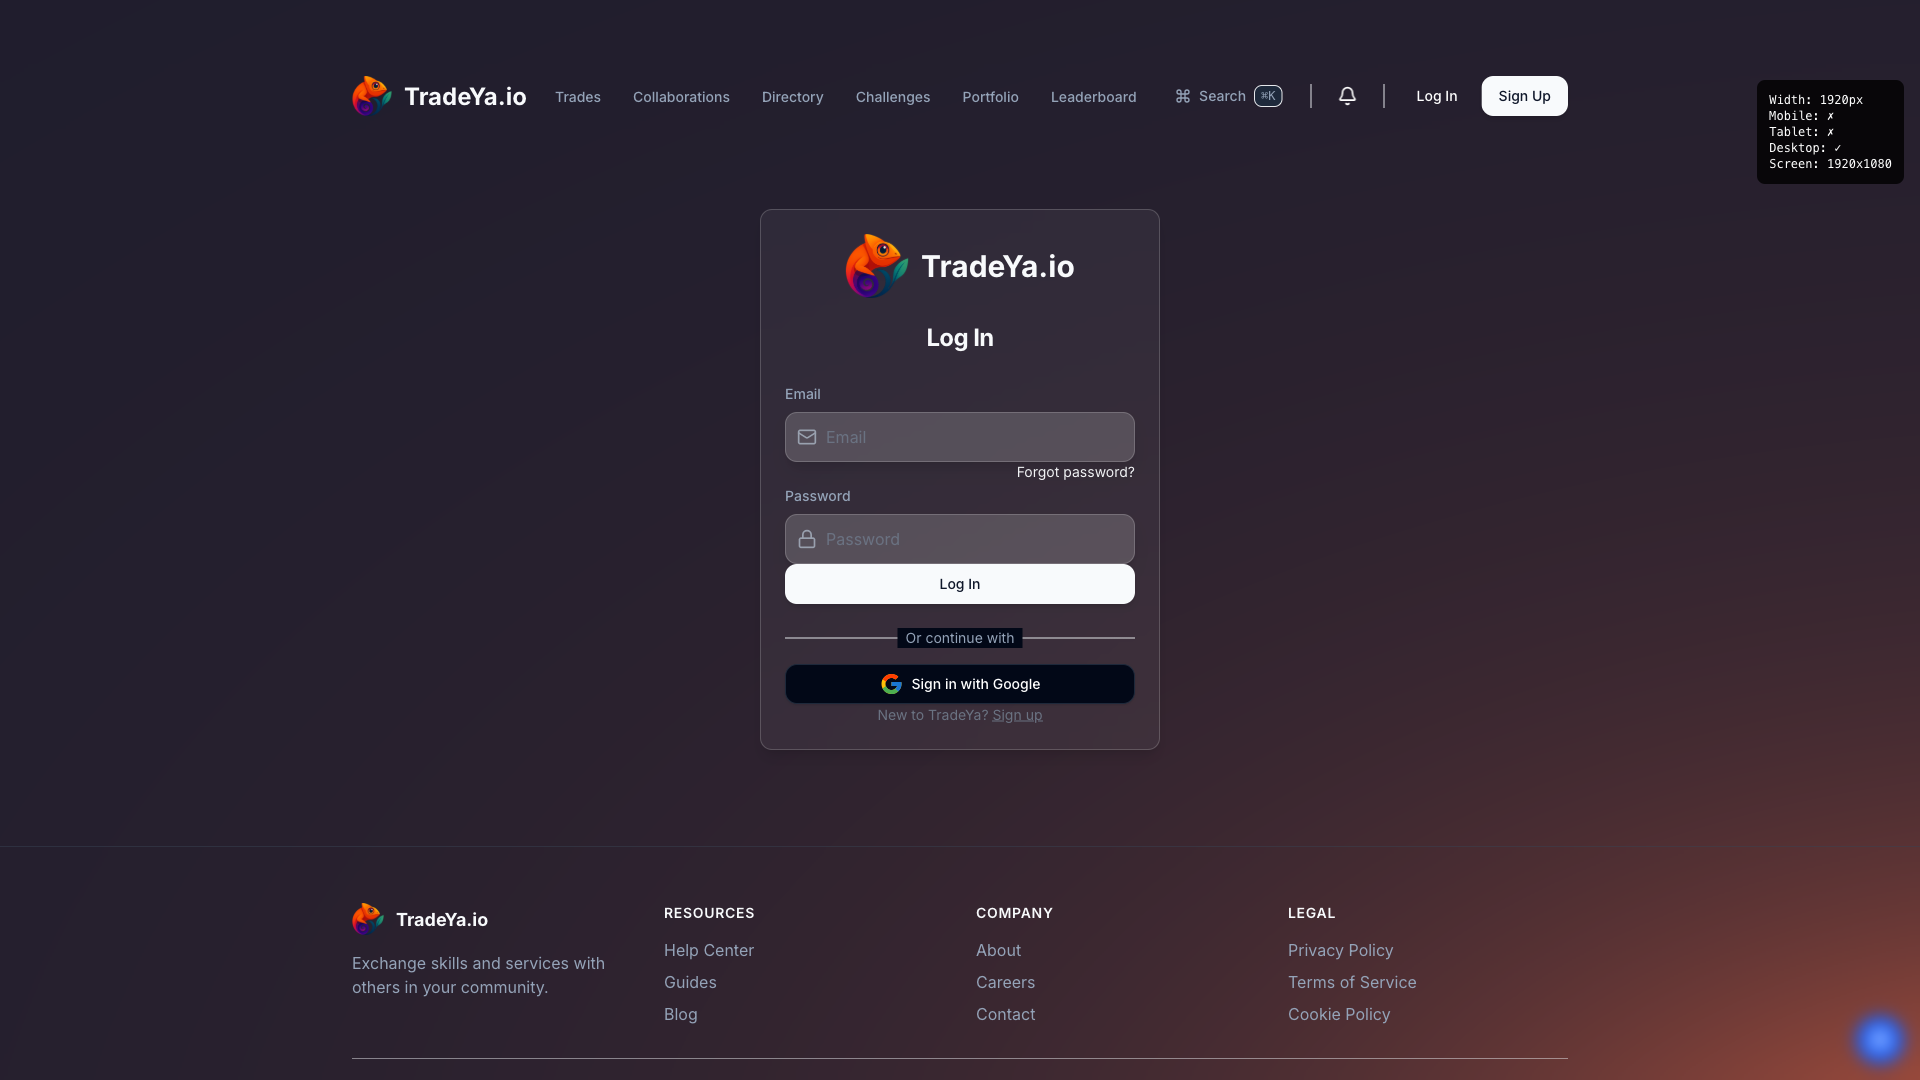 TradeYa.io Trades Collaborations Directory Challenges Portfolio Leaderboard ⌘ Search ⌘K Log In Sign Up
Width: 1920px
Mobile: ✗
Tablet: ✗
Desktop: ✓
Screen: 1920x1080
TradeYa.io
Log In
Email
Email
Forgot password?
Password
Password
Log In
Or continue with
Sign in with Google
New to TradeYa? Sign up
TradeYa.io
Exchange skills and services with
others in your community.
RESOURCES
Help Center
Guides
Blog
COMPANY
About
Careers
Contact
LEGAL
Privacy Policy
Terms of Service
Cookie Policy